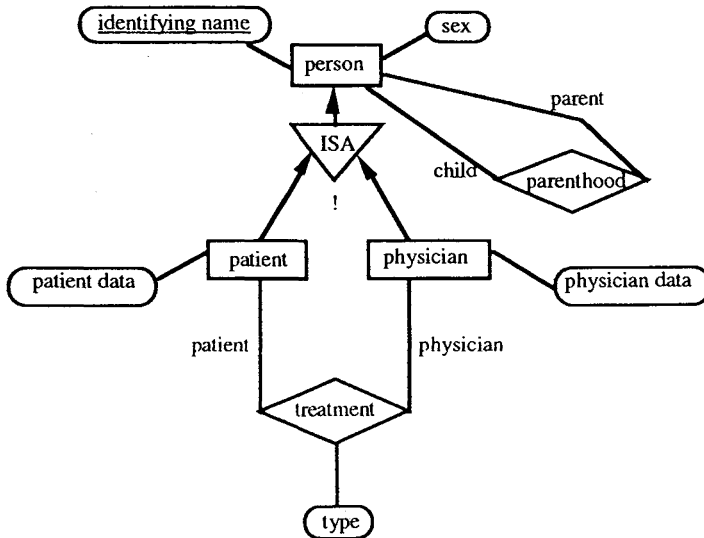 identifying name
sex
person
parent
ISA
child
parenthood
!
patient
physician
patient data
physician data
patient
physician
treatment
type